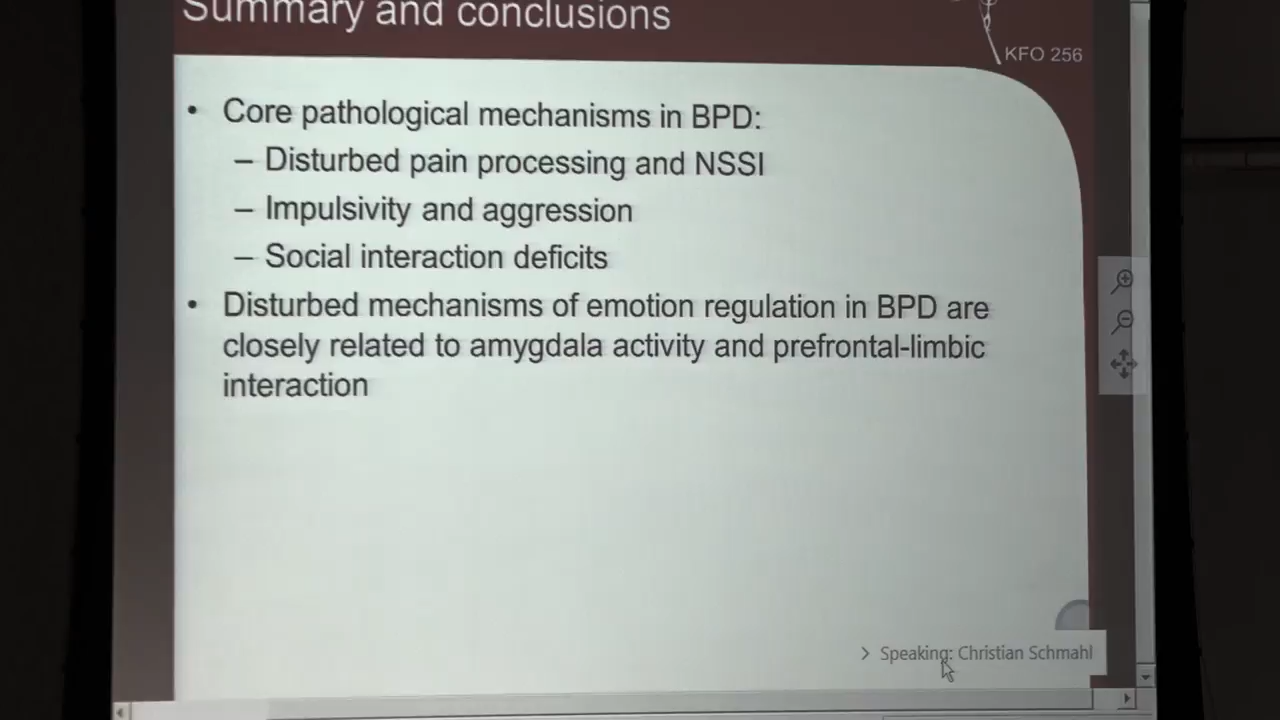 Summary and conclusions
KFO 256
• Core pathological mechanisms in BPD:
– Disturbed pain processing and NSSI
– Impulsivity and aggression
– Social interaction deficits
• Disturbed mechanisms of emotion regulation in BPD are
closely related to amygdala activity and prefrontal-limbic
interaction
> Speaking: Christian Schmahl